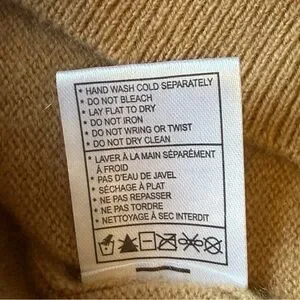 * HAND WASH COLD SEPARATELY
* DO NOT BLEACH
* LAY FLAT TO DRY
* DO NOT IRON
* DO NOT WRING OR TWIST
* DO NOT DRY CLEAN
* LAVER À LA MAIN SÉPARÉMENT
À FROID
* PAS D'EAU DE JAVEL
* SÉCHAGE À PLAT
* NE PAS REPASSER
* NE PAS TORDRE
* NETTOYAGE À SEC INTERDIT